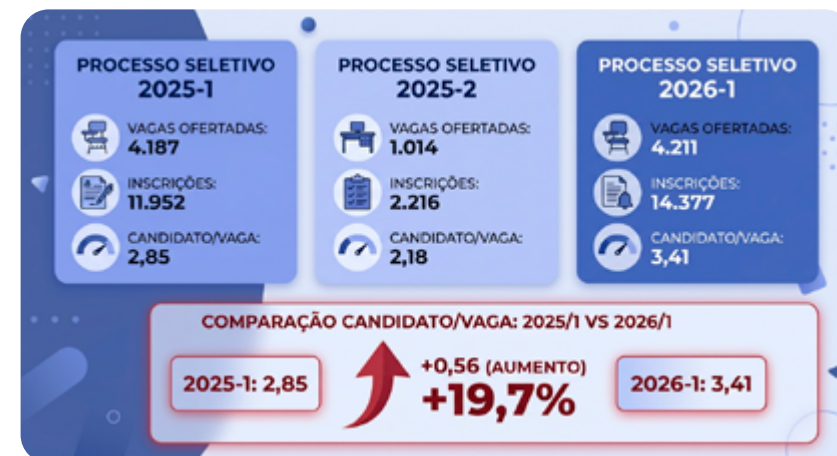 PROCESSO SELETIVO
2025-1
VAGAS OFERTADAS:
4.187
INSCRIÇÕES:
11.952
CANDIDATO/VAGA:
2,85
PROCESSO SELETIVO
2025-2
VAGAS OFERTADAS:
1.014
INSCRIÇÕES:
2.216
CANDIDATO/VAGA:
2,18
PROCESSO SELETIVO
2026-1
VAGAS OFERTADAS:
4.211
INSCRIÇÕES:
14.377
CANDIDATO/VAGA:
3,41
COMPARAÇÃO CANDIDATO/VAGA: 2025/1 VS 2026/1
2025-1: 2,85
+0,56 (AUMENTO)
+19,7%
2026-1: 3,41